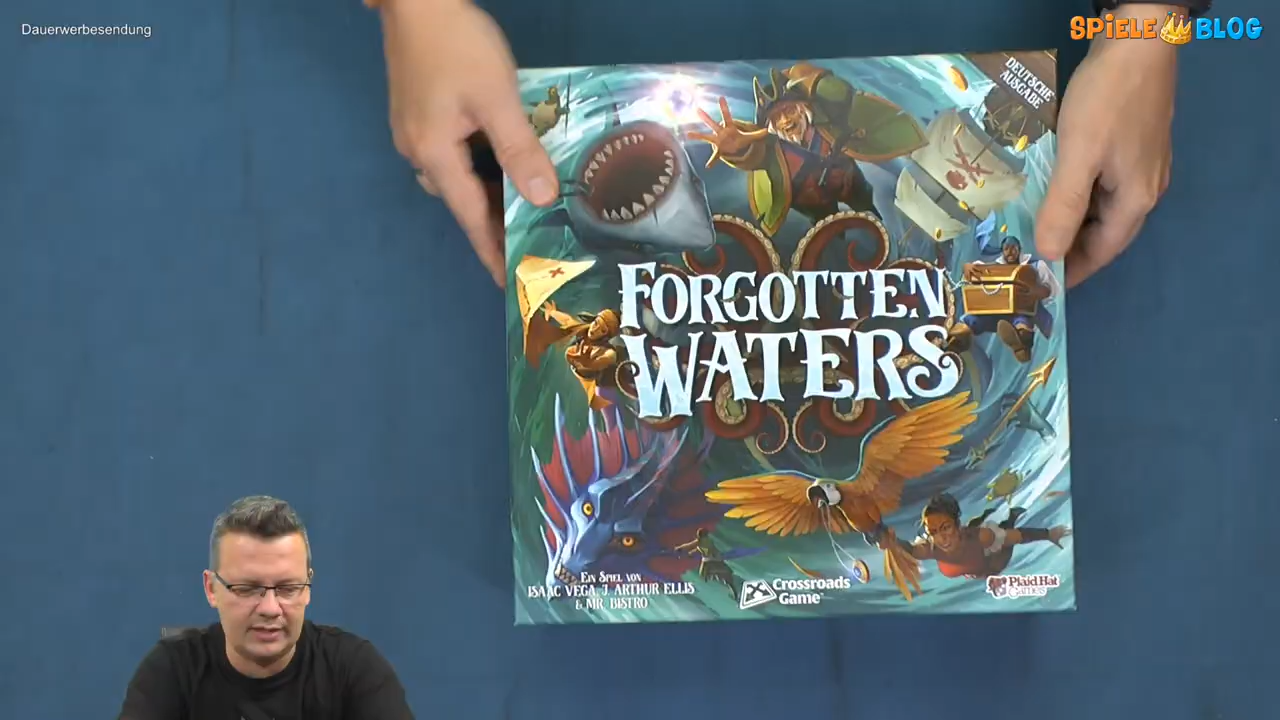 Dauerwerbesendung
SPIELE BLOG
DEUTSCHE
AUSGABE
FORGOTTEN
WATERS
EIN SPIEL VON
ISAAC VEGA, J. ARTHUR ELLIS
& MR. BISTRO
Crossroads
Game
Plaid Hat
Games